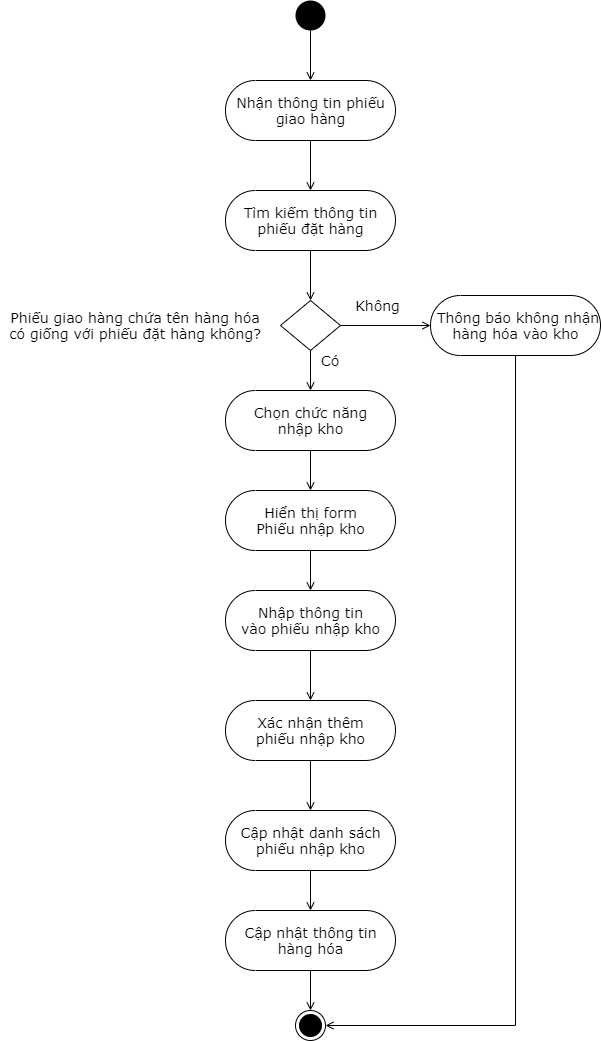 Nhận thông tin phiếu
giao hàng
Tìm kiếm thông tin
phiếu đặt hàng
Phiếu giao hàng chứa tên hàng hóa
có giống với phiếu đặt hàng không?
Không
Thông báo không nhận
hàng hóa vào kho
Có
Chọn chức năng
nhập kho
Hiển thị form
Phiếu nhập kho
Nhập thông tin
vào phiếu nhập kho
Xác nhận thêm
phiếu nhập kho
Cập nhật danh sách
phiếu nhập kho
Cập nhật thông tin
hàng hóa